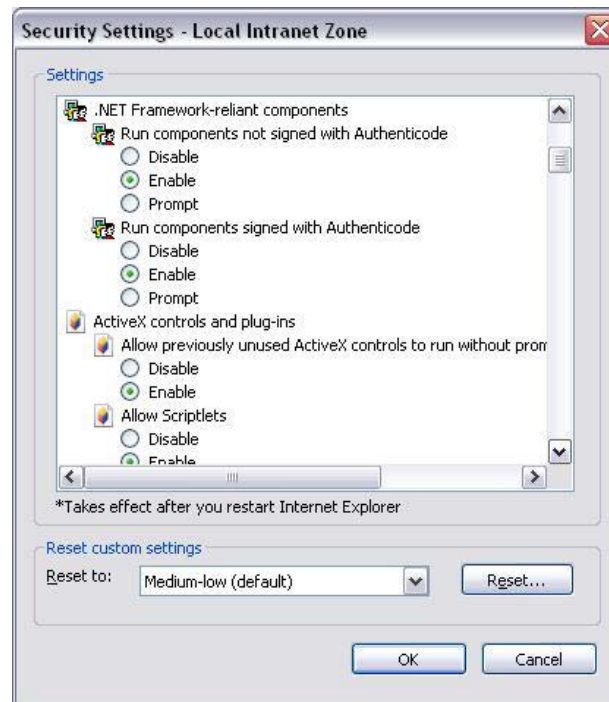 Security Settings - Local Intranet Zone
Settings
.NET Framework-reliant components
Run components not signed with Authenticode
Disable
Enable
Prompt
Run components signed with Authenticode
Disable
Enable
Prompt
ActiveX controls and plug-ins
Allow previously unused ActiveX controls to run without pron
Disable
Enable
Allow Scriptlets
Disable
Enable
*Takes effect after you restart Internet Explorer
Reset custom settings
Reset to: Medium-low (default) Reset...
OK Cancel